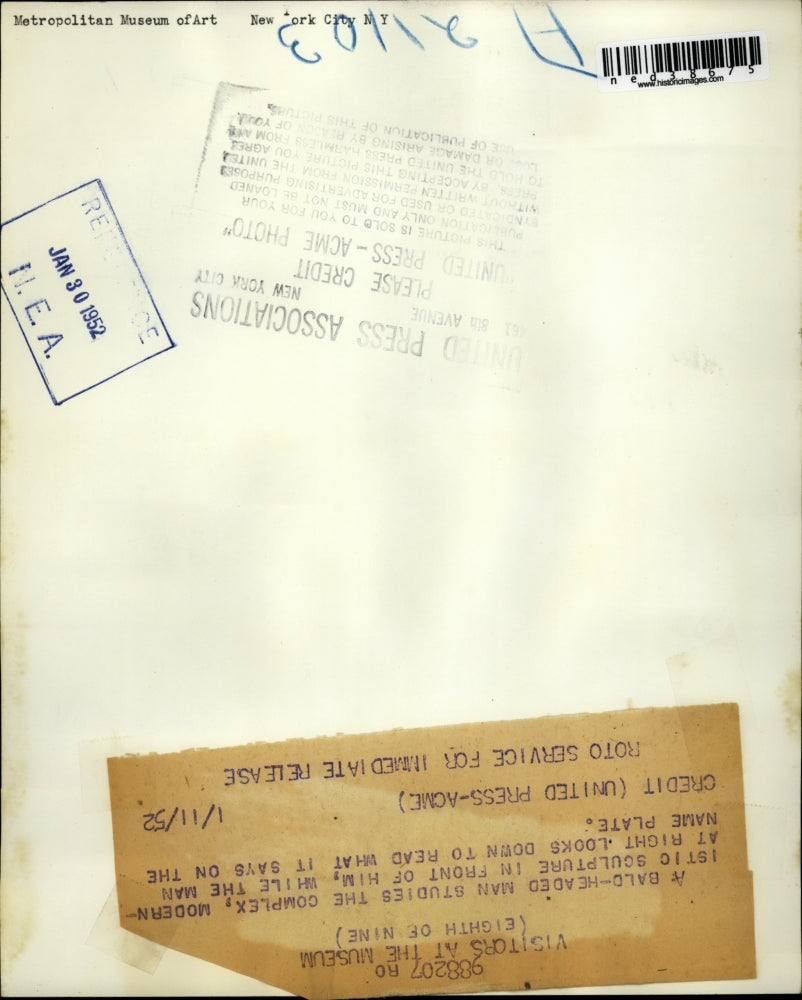 Metropolitan Museum of Art New York City N Y
A 21103
ned38675
www.historicimages.com
REFERENCE
JAN 30 1952
N. E. A.
UNITED PRESS ASSOCIATIONS
461 8th AVENUE NEW YORK CITY
PLEASE CREDIT
"UNITED PRESS - ACME PHOTO"
THIS PICTURE IS SOLD TO YOU FOR YOUR
PUBLICATION ONLY AND MUST NOT BE LOANED
SYNDICATED OR USED FOR ADVERTISING PURPOSES
WITHOUT WRITTEN PERMISSION FROM THE UNITED
PRESS. BY ACCEPTING THIS PICTURE YOU AGREE
TO HOLD THE UNITED PRESS HARMLESS FROM ANY
LOSS OR DAMAGE ARISING BY REASON OF YOUR
USE OF PUBLICATION OF THIS PICTURE.
988207 RO
VISITORS AT THE MUSEUM
(EIGHTH OF NINE)
A BALD-HEADED MAN STUDIES THE COMPLEX, MODERN-
ISTIC SCULPTURE IN FRONT OF HIM, WHILE THE MAN
AT RIGHT LOOKS DOWN TO READ WHAT IT SAYS ON THE
NAME PLATE.
CREDIT (UNITED PRESS-ACME) 1/11/52
ROTO SERVICE FOR IMMEDIATE RELEASE